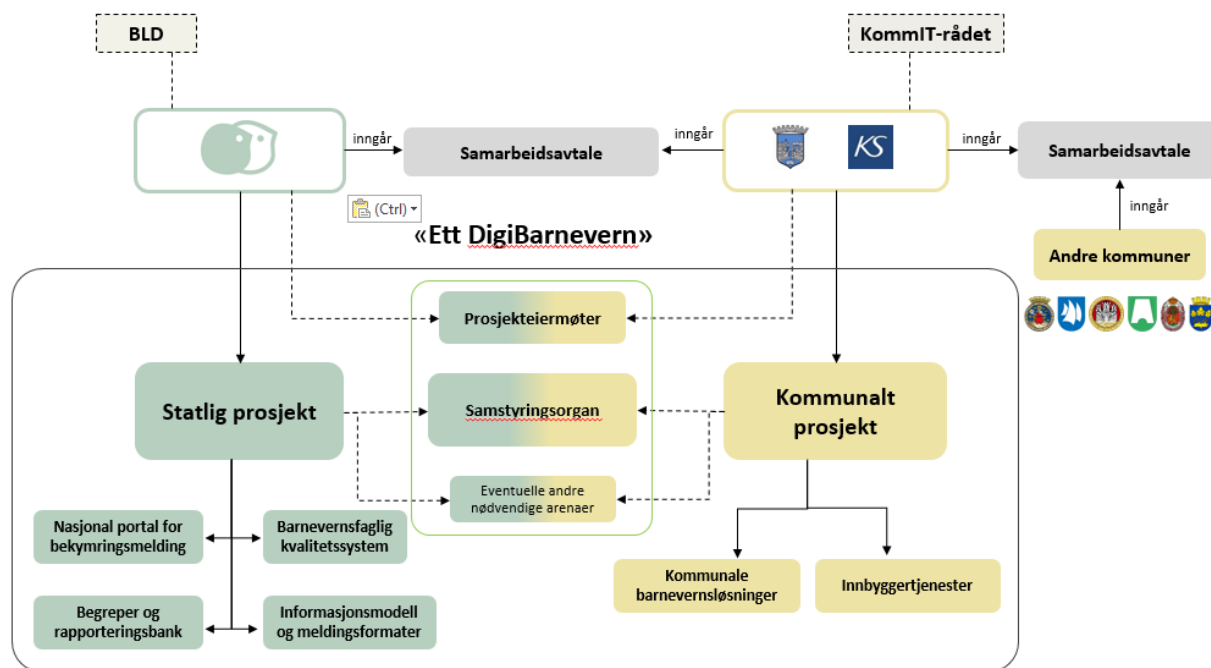 BLD
KommIT-rådet
inngår
Samarbeidsavtale
inngår
KS
inngår
Samarbeidsavtale
inngår
(Ctrl)
«Ett DigiBarnevern»
Andre kommuner
Prosjekteiermøter
Statlig prosjekt
Samstyringsorgan
Kommunalt
prosjekt
Eventuelle andre
nødvendige arenaer
Nasjonal portal for
bekymringsmelding
Barnevernsfaglig
kvalitetssystem
Kommunale
barnevernsløsninger
Innbyggertjenester
Begreper og
rapporteringsbank
Informasjonsmodell
og meldingsformater